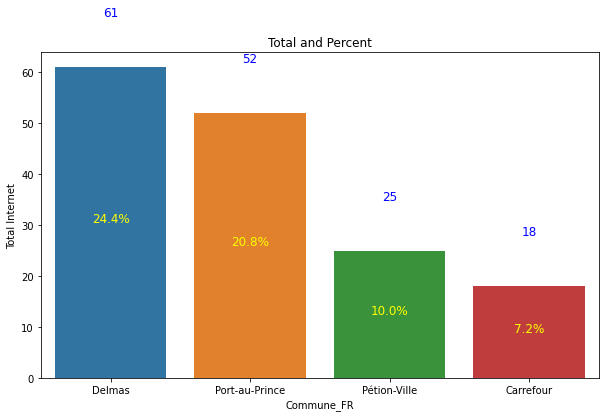 61
Total and Percent
52
25
18
24.4%
20.8%
10.0%
7.2%
Total Internet
60
50
40
30
20
10
0
Delmas
Port-au-Prince
Pétion-Ville
Carrefour
Commune_FR